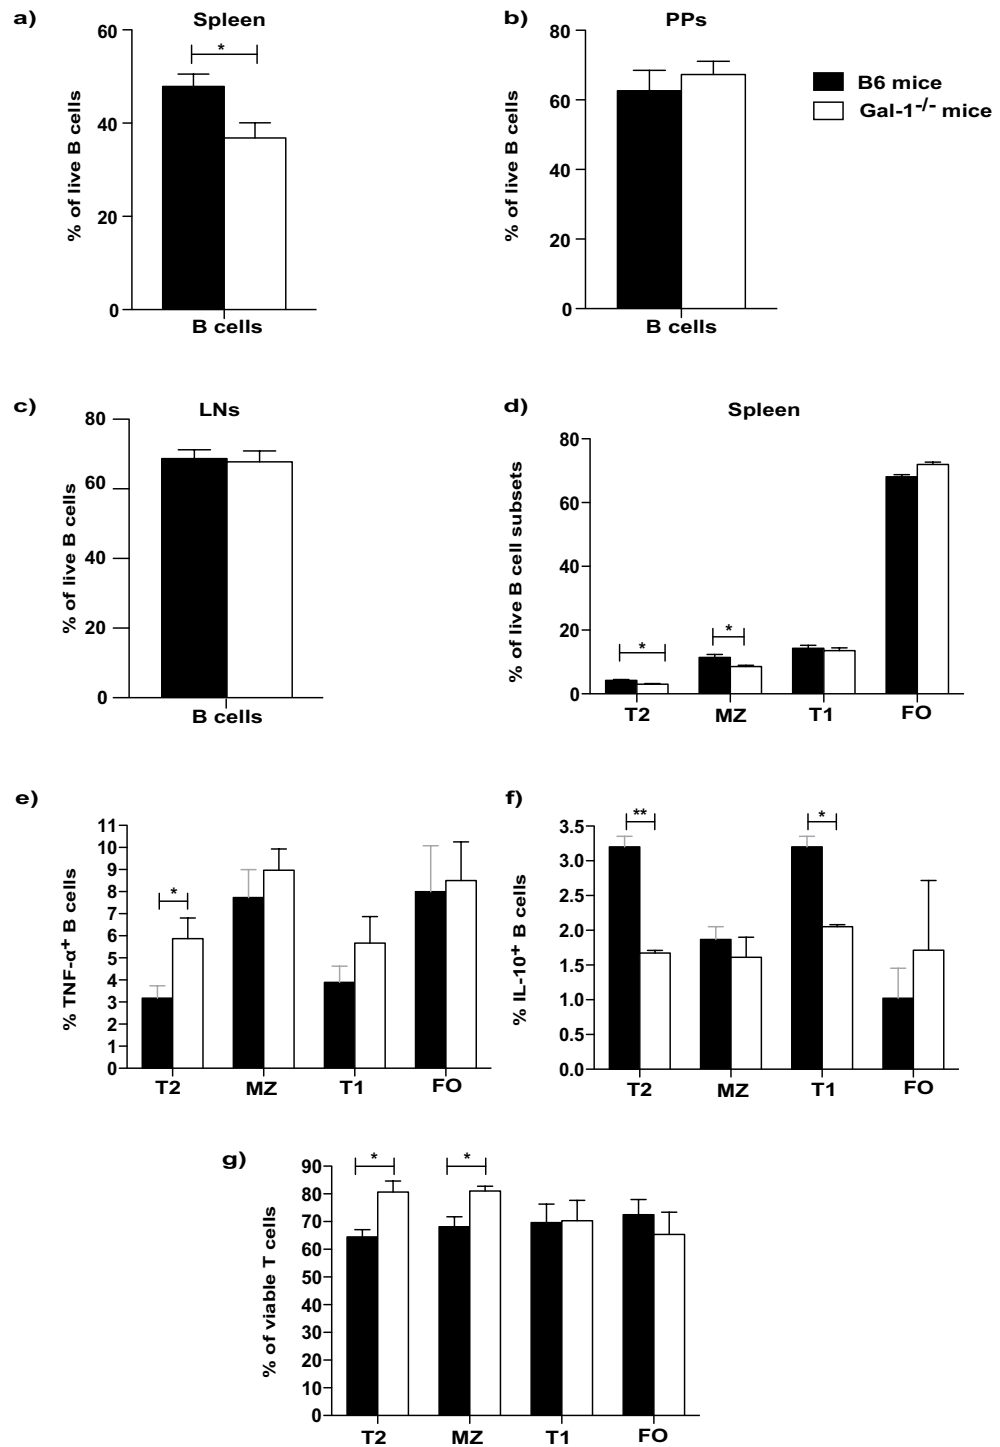 a)
Spleen
% of live B cells
60
40
20
0
*
B cells
b)
PPs
% of live B cells
80
60
40
20
0
B cells
B6 mice
Gal-1-/- mice
c)
LNs
% of live B cells
80
60
40
20
0
B cells
d)
Spleen
% of live B cell subsets
80
60
40
20
0
*
*
T2 MZ T1 FO
e)
% TNF-α+ B cells
11
10
9
8
7
6
5
4
3
2
1
0
*
T2 MZ T1 FO
f)
% IL-10+ B cells
3.5
3.0
2.5
2.0
1.5
1.0
0.5
0.0
**
*
T2 MZ T1 FO
g)
% of viable T cells
90
80
70
60
50
40
30
20
10
0
*
*
T2 MZ T1 FO